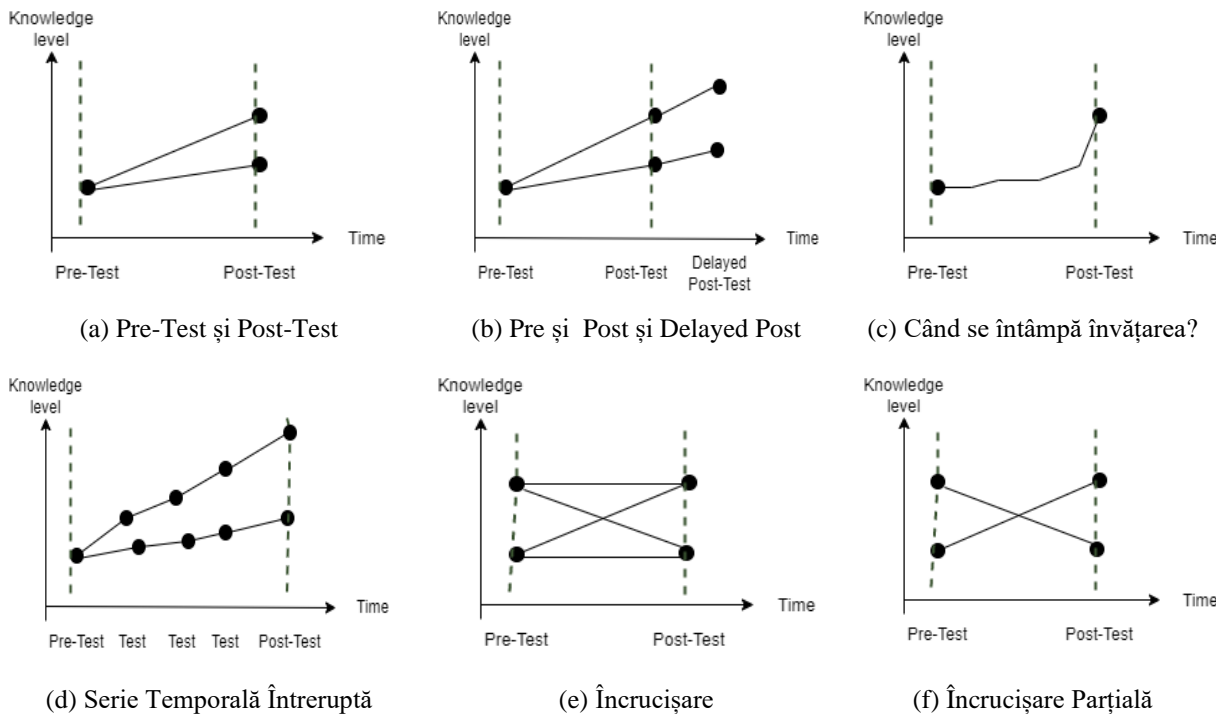 Knowledge
level
Time
Pre-Test
Post-Test
(a) Pre-Test și Post-Test
Knowledge
level
Time
Pre-Test
Post-Test
Delayed
Post-Test
(b) Pre și Post și Delayed Post
Knowledge
level
Time
Pre-Test
Post-Test
(c) Când se întâmpă învățarea?
Knowledge
level
Time
Pre-Test Test Test Test Post-Test
(d) Serie Temporală Întreruptă
Knowledge
level
Time
Pre-Test
Post-Test
(e) Încrucișare
Knowledge
level
Time
Pre-Test
Post-Test
(f) Încrucișare Parțială